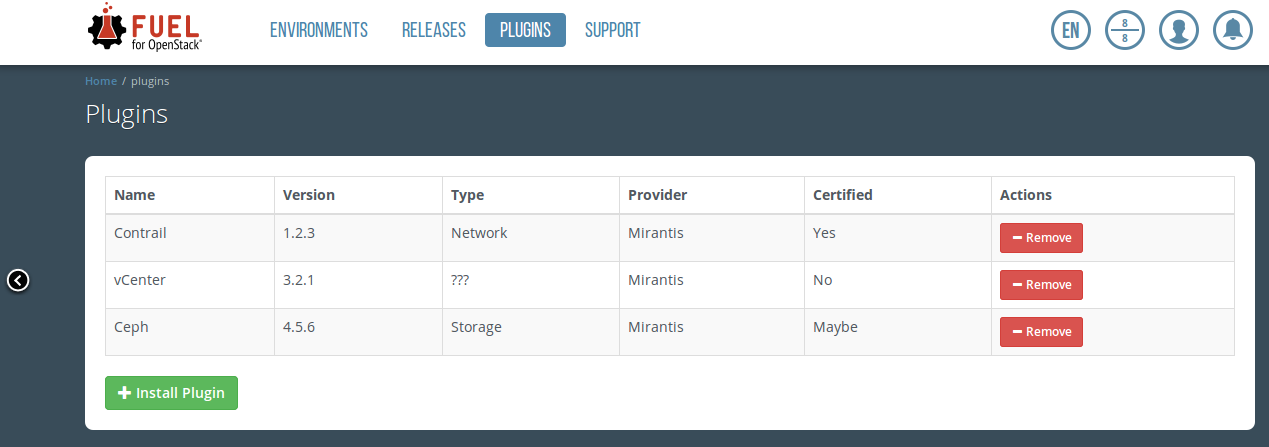 FUEL
for OpenStack
ENVIRONMENTS RELEASES PLUGINS SUPPORT
EN
8
8
Home / plugins
Plugins
Name Version Type Provider Certified Actions
Contrail 1.2.3 Network Mirantis Yes Remove
vCenter 3.2.1 ??? Mirantis No Remove
Ceph 4.5.6 Storage Mirantis Maybe Remove
Install Plugin